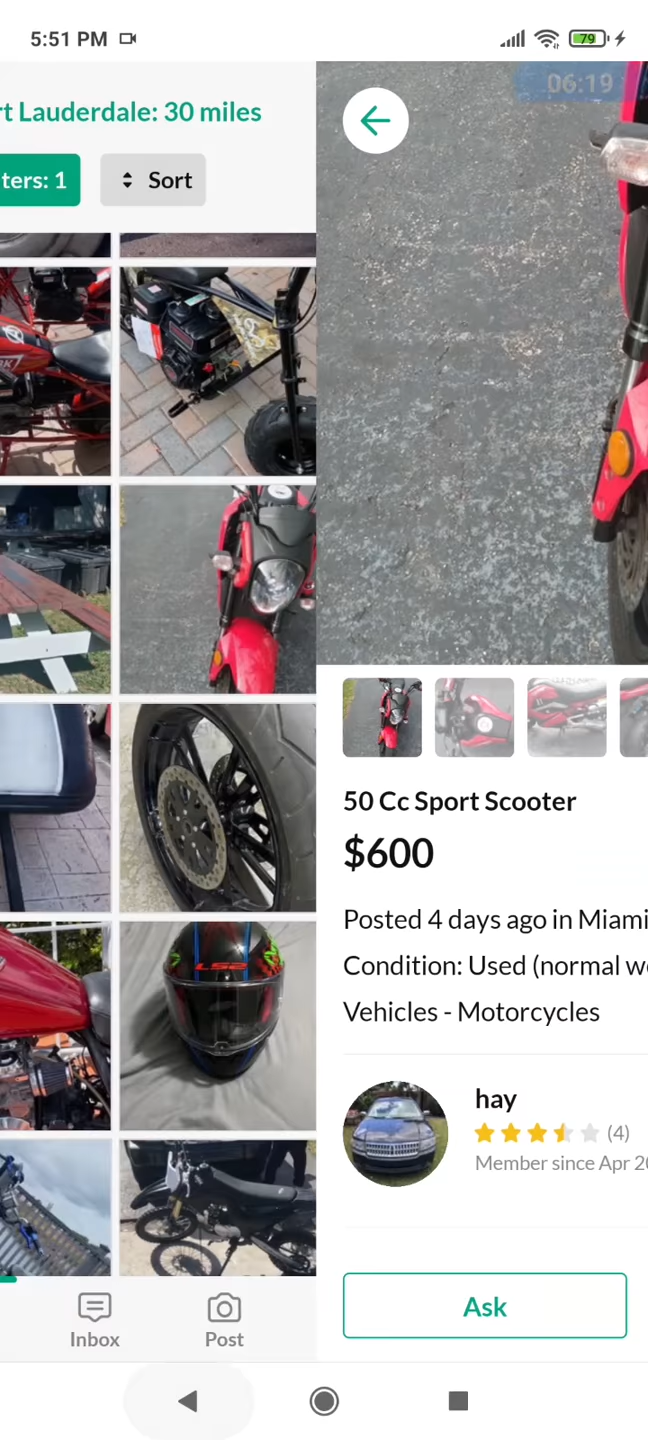 5:51 PM
79
rt Lauderdale: 30 miles
ters: 1
Sort
06:19
50 Cc Sport Scooter
$600
Posted 4 days ago in Miami
Condition: Used (normal w
Vehicles - Motorcycles
hay
(4)
Member since Apr 20
Ask
Inbox
Post
LS2